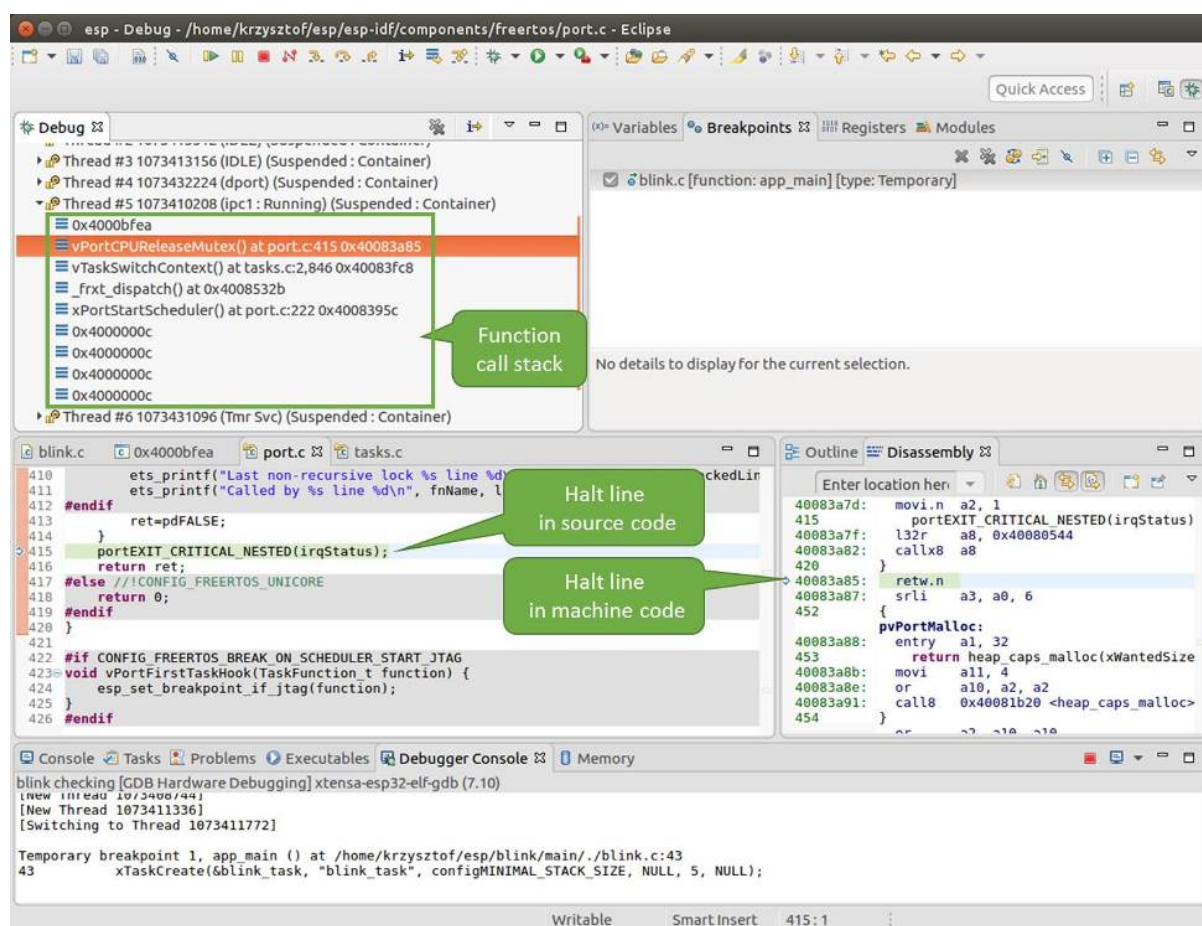 esp - Debug - /home/krzysztof/esp/esp-idf/components/freertos/port.c - Eclipse
Quick Access
Debug
Thread #3 1073413156 (IDLE) (Suspended : Container)
Thread #4 1073432224 (dport) (Suspended : Container)
Thread #5 1073410208 (ipc1 : Running) (Suspended : Container)
0x4000bfea
vPortCPUReleaseMutex() at port.c:415 0x40083a85
vTaskSwitchContext() at tasks.c:2,846 0x40083fc8
_frxt_dispatch() at 0x4008532b
xPortStartScheduler() at port.c:222 0x4008395c
0x4000000c
0x4000000c
0x4000000c
0x4000000c
Thread #6 1073431096 (Tmr Svc) (Suspended : Container)
Function
call stack
(x)= Variables Breakpoints Registers Modules
blink.c [function: app_main] [type: Temporary]
No details to display for the current selection.
blink.c 0x4000bfea port.c tasks.c
410 ets_printf("Last non-recursive lock %s line %d ckedLin
411 ets_printf("Called by %s line %d\n", fnName, l
412 #endif
413 ret=pdFALSE;
414 }
415 portEXIT_CRITICAL_NESTED(irqStatus);
416 return ret;
417 #else //!CONFIG_FREERTOS_UNICORE
418 return 0;
419 #endif
420 }
421
422 #if CONFIG_FREERTOS_BREAK_ON_SCHEDULER_START_JTAG
423 void vPortFirstTaskHook(TaskFunction_t function) {
424 esp_set_breakpoint_if_jtag(function);
425 }
426 #endif
Halt line
in source code
Halt line
in machine code
Outline Disassembly
Enter location her
40083a7d: movi.n a2, 1
415 portEXIT_CRITICAL_NESTED(irqStatus)
40083a7f: l32r a8, 0x40080544
40083a82: callx8 a8
420 }
40083a85: retw.n
40083a87: srli a3, a0, 6
452 {
pvPortMalloc:
40083a88: entry a1, 32
453 return heap_caps_malloc(xWantedSize
40083a8b: movi a11, 4
40083a8e: or a10, a2, a2
40083a91: call8 0x40081b20 <heap_caps_malloc>
454 }
Console Tasks Problems Executables Debugger Console Memory
blink checking [GDB Hardware Debugging] xtensa-esp32-elf-gdb (7.10)
[New Thread 1073408744]
[New Thread 1073411336]
[Switching to Thread 1073411772]
Temporary breakpoint 1, app_main () at /home/krzysztof/esp/blink/main/./blink.c:43
43 xTaskCreate(&blink_task, "blink_task", configMINIMAL_STACK_SIZE, NULL, 5, NULL);
Writable Smart Insert 415 : 1